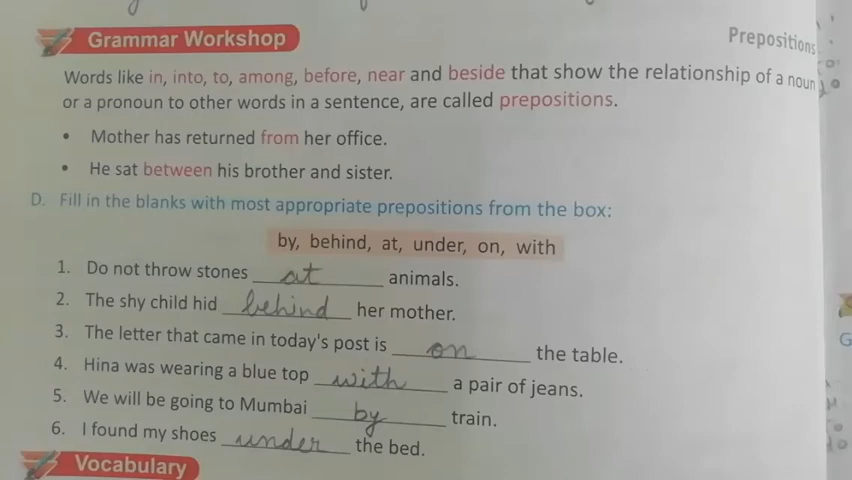 Grammar Workshop
Prepositions
Words like in, into, to, among, before, near and beside that show the relationship of a noun
or a pronoun to other words in a sentence, are called prepositions.
• Mother has returned from her office.
• He sat between his brother and sister.
D. Fill in the blanks with most appropriate prepositions from the box:
by, behind, at, under, on, with
1. Do not throw stones at animals.
2. The shy child hid behind her mother.
3. The letter that came in today's post is on the table.
4. Hina was wearing a blue top with a pair of jeans.
5. We will be going to Mumbai by train.
6. I found my shoes under the bed.
Vocabulary
G